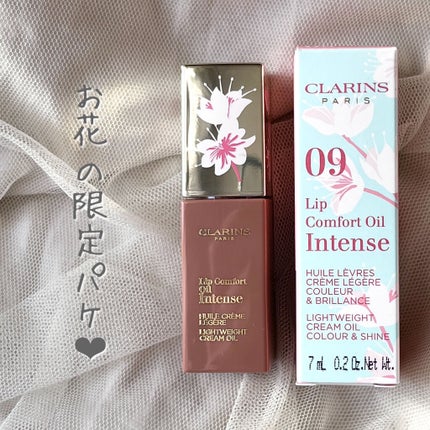 お花の限定パケ♥
CLARINS
PARIS
Lip Comfort
Oil
Intense
HUILE CRÈME
LÉGÈRE
LIGHTWEIGHT
CREAM OIL
CLARINS
PARIS
09
Lip
Comfort Oil
Intense
HUILE LÈVRES
CRÈME LÉGÈRE
COULEUR
& BRILLANCE
LIGHTWEIGHT
CREAM OIL
COLOUR & SHINE
7 mL 0.2 Oz. Net Wt.